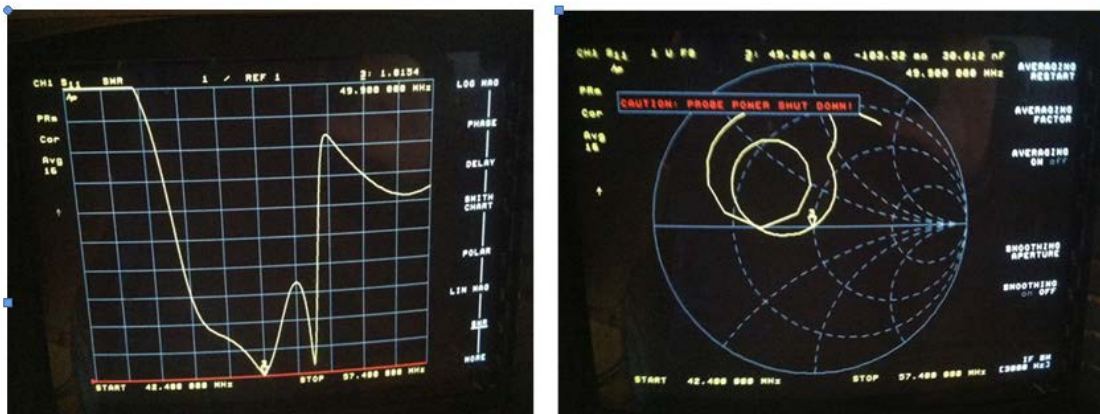 CH1 S11 SWR 1 / REF 1 2: 1.0154
49.900 000 MHz
PRm
Cor
Avg
16
LOG MAG
PHASE
DELAY
SMITH
CHART
POLAR
LIN MAG
SWR
MORE
START 42.400 000 MHz STOP 57.400 000 MHz
CH1 S11 1 U FS 2: 49.264 Ω -103.52 mΩ 30.812 nF
49.900 000 MHz
PRm
Cor
Avg
16
CAUTION: PROBE POWER SHUT DOWN!
AVERAGING
RESTART
AVERAGING
FACTOR
AVERAGING
ON off
SMOOTHING
APERTURE
SMOOTHING
on OFF
IF BW
[3000 Hz]
START 42.400 000 MHz STOP 57.400 000 MHz